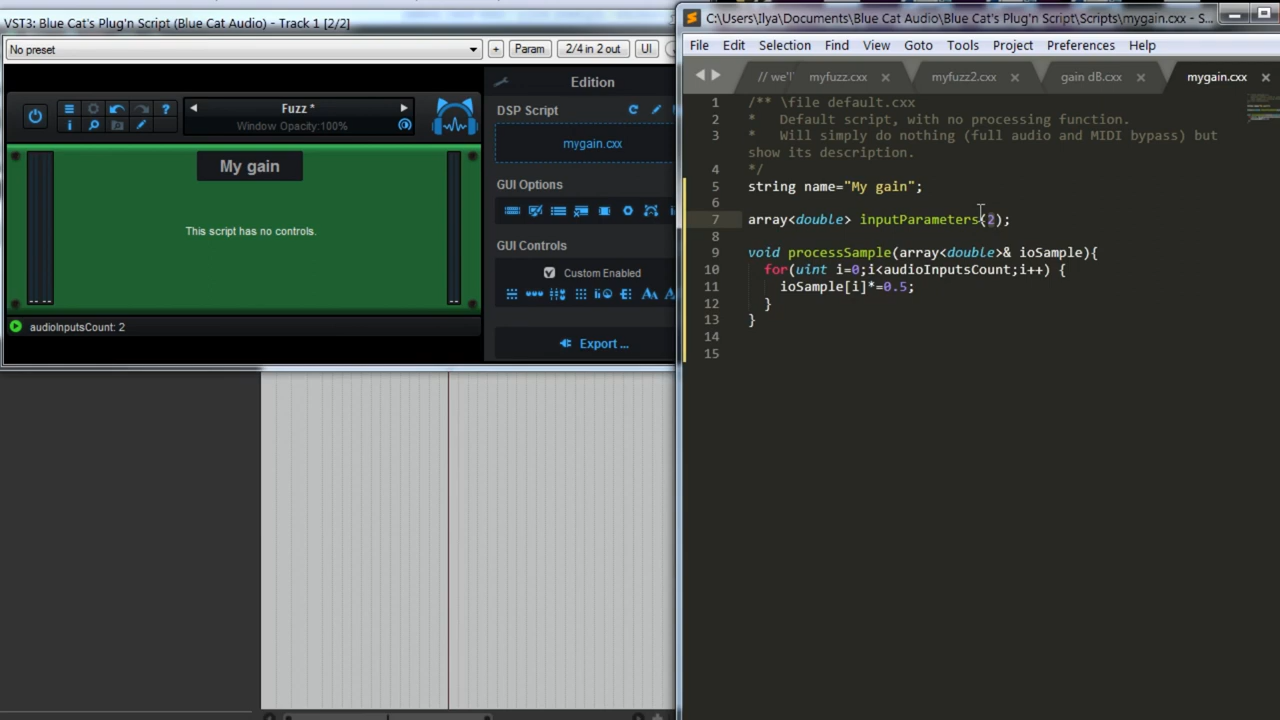 VST3: Blue Cat's Plug'n Script (Blue Cat Audio) - Track 1 [2/2]
No preset
+
Param
2/4 in 2 out
UI
Fuzz *
Window Opacity:100%
My gain
This script has no controls.
audioInputsCount: 2
Edition
DSP Script
mygain.cxx
GUI Options
GUI Controls
Custom Enabled
Export ...
C:\Users\Ilya\Documents\Blue Cat Audio\Blue Cat's Plug'n Script\Scripts\mygain.cxx - S...
File Edit Selection Find View Goto Tools Project Preferences Help
// we'll myfuzz.cxx myfuzz2.cxx gain dB.cxx mygain.cxx
1 /** \file default.cxx
2 * Default script, with no processing function.
3 * Will simply do nothing (full audio and MIDI bypass) but
show its description.
4 */
5 string name="My gain";
6
7 array<double> inputParameters(2);
8
9 void processSample(array<double>& ioSample){
10 for(uint i=0;i<audioInputsCount;i++) {
11 ioSample[i]*=0.5;
12 }
13 }
14
15